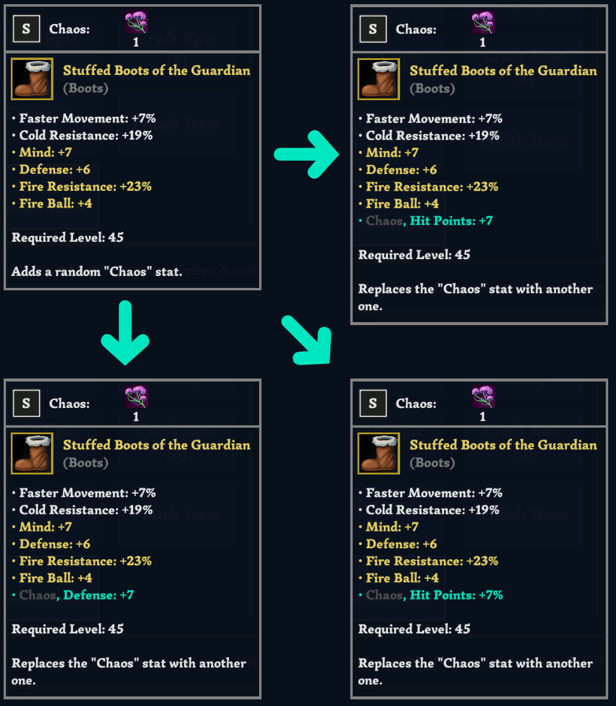 S Chaos: 1
Stuffed Boots of the Guardian
(Boots)
• Faster Movement: +7%
• Cold Resistance: +19%
• Mind: +7
• Defense: +6
• Fire Resistance: +23%
• Fire Ball: +4
Required Level: 45
Adds a random "Chaos" stat.
S Chaos: 1
Stuffed Boots of the Guardian
(Boots)
• Faster Movement: +7%
• Cold Resistance: +19%
• Mind: +7
• Defense: +6
• Fire Resistance: +23%
• Fire Ball: +4
• Chaos, Hit Points: +7
Required Level: 45
Replaces the "Chaos" stat with another
one.
S Chaos: 1
Stuffed Boots of the Guardian
(Boots)
• Faster Movement: +7%
• Cold Resistance: +19%
• Mind: +7
• Defense: +6
• Fire Resistance: +23%
• Fire Ball: +4
• Chaos, Defense: +7
Required Level: 45
Replaces the "Chaos" stat with another
one.
S Chaos: 1
Stuffed Boots of the Guardian
(Boots)
• Faster Movement: +7%
• Cold Resistance: +19%
• Mind: +7
• Defense: +6
• Fire Resistance: +23%
• Fire Ball: +4
• Chaos, Hit Points: +7%
Required Level: 45
Replaces the "Chaos" stat with another
one.